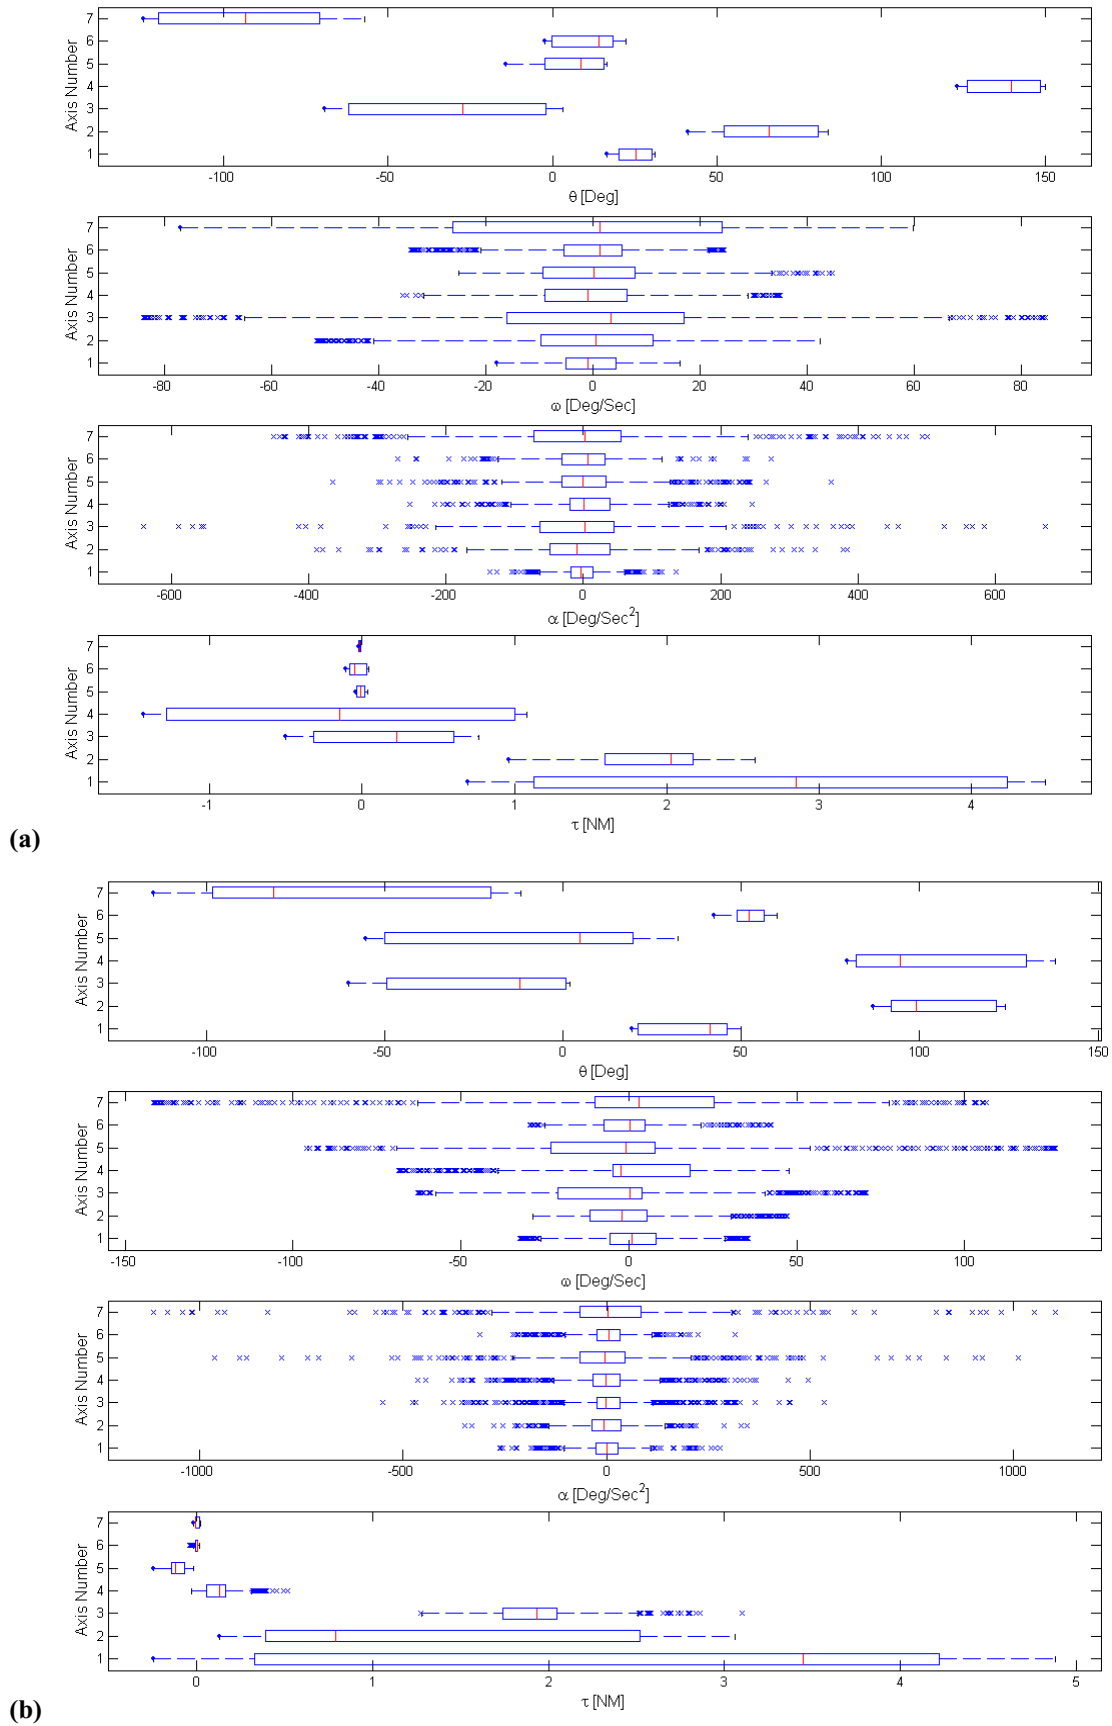 7
6
5
4
3
2
1
Axis Number
-100 -50 0 50 100 150
θ [Deg]
7
6
5
4
3
2
1
Axis Number
-80 -60 -40 -20 0 20 40 60 80
ω [Deg/Sec]
7
6
5
4
3
2
1
Axis Number
-600 -400 -200 0 200 400 600
α [Deg/Sec²]
7
6
5
4
3
2
1
Axis Number
-1 0 1 2 3 4
τ [NM]
(a)
7
6
5
4
3
2
1
Axis Number
-100 -50 0 50 100 150
θ [Deg]
7
6
5
4
3
2
1
Axis Number
-150 -100 -50 0 50 100
ω [Deg/Sec]
7
6
5
4
3
2
1
Axis Number
-1000 -500 0 500 1000
α [Deg/Sec²]
7
6
5
4
3
2
1
Axis Number
0 1 2 3 4 5
τ [NM]
(b)